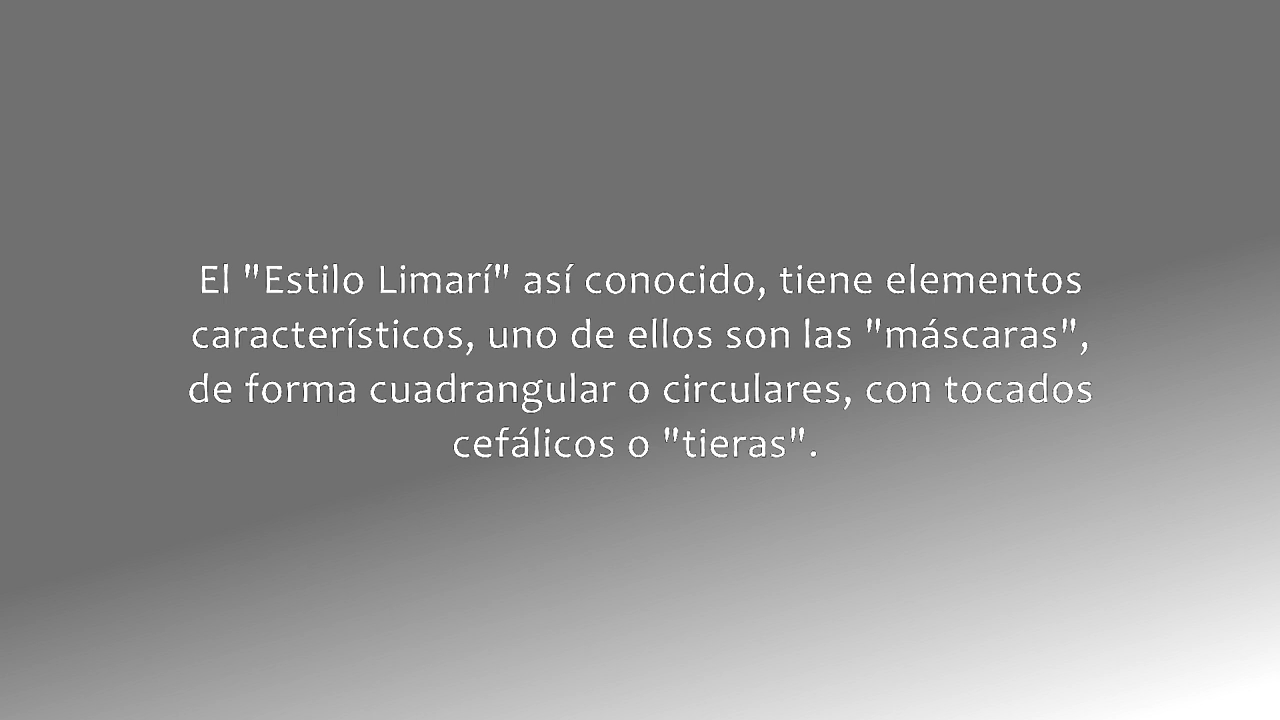 El "Estilo Limarí" así conocido, tiene elementos
característicos, uno de ellos son las "máscaras",
de forma cuadrangular o circulares, con tocados
cefálicos o "tieras".